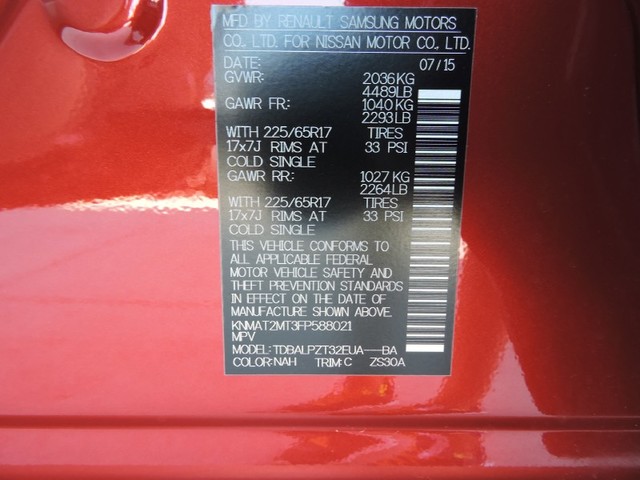 MFD. BY RENAULT SAMSUNG MOTORS
CO., LTD. FOR NISSAN MOTOR CO., LTD.
DATE: 07/15
GVWR: 2036KG
4489LB
GAWR FR.: 1040KG
2293LB
WITH 225/65R17 TIRES
17x7J RIMS AT 33 PSI
COLD SINGLE
GAWR RR.: 1027KG
2264LB
WITH 225/65R17 TIRES
17x7J RIMS AT 33 PSI
COLD SINGLE
THIS VEHICLE CONFORMS TO
ALL APPLICABLE FEDERAL
MOTOR VEHICLE SAFETY AND
THEFT PREVENTION STANDARDS
IN EFFECT ON THE DATE OF
MANUFACTURE SHOWN ABOVE.
KNMAT2MT3FP588021
MPV
MODEL: TDBALPZT32EUA---BA
COLOR: NAH TRIM: C ZS30A